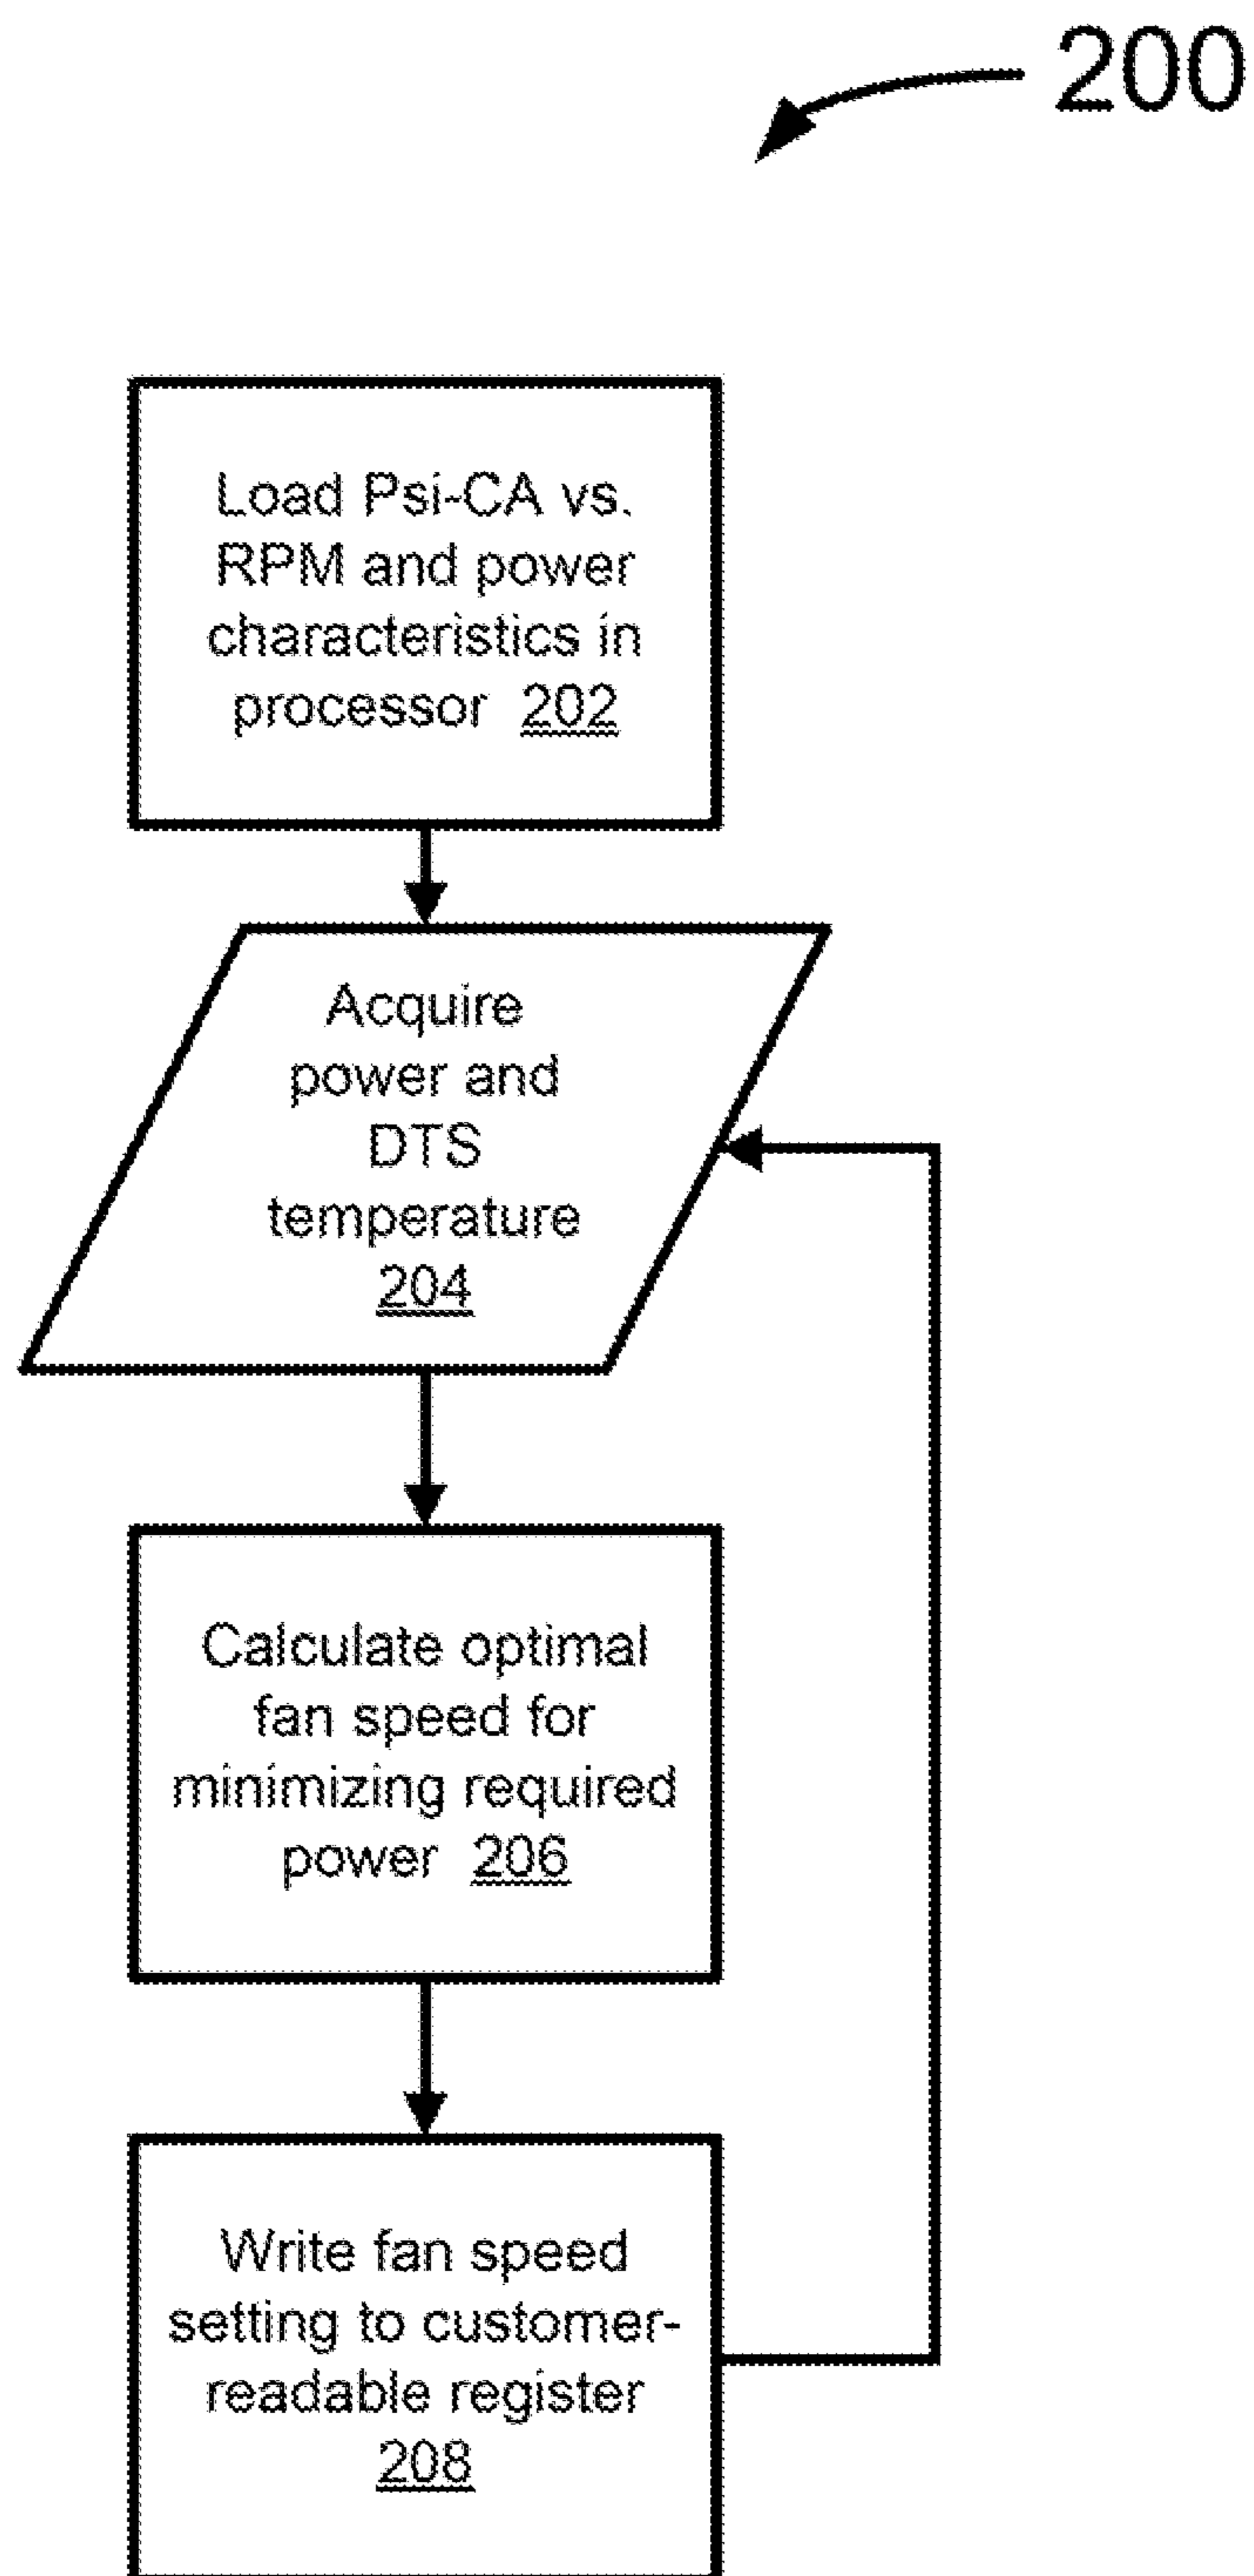 200
Load Psi-CA vs.
RPM and power
characteristics in
processor 202
Acquire
power and
DTS
temperature
204
Calculate optimal
fan speed for
minimizing required
power 206
Write fan speed
setting to customer-
readable register
208